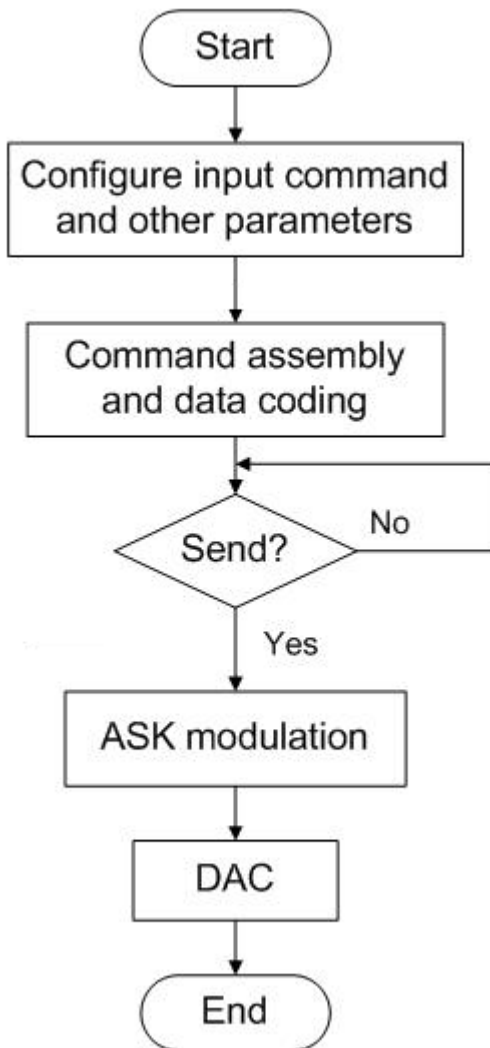 Start
Configure input command
and other parameters
Command assembly
and data coding
Send?
No
Yes
ASK modulation
DAC
End